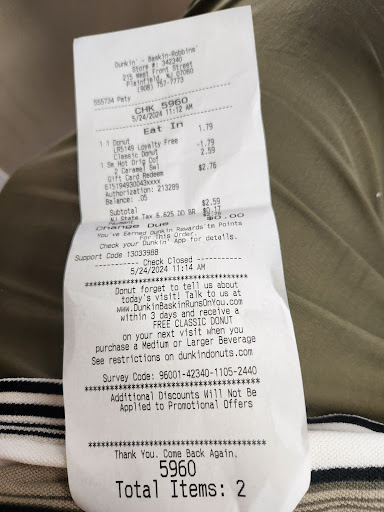 Dunkin' - Baskin-Robbins'
Store #: 342340
215 West Front Street
Plainfield, NJ 07060
(908) 757-7773
555734 Paty
CHK 5960
5/24/2024 11:12 AM
Eat In
1 1 Donut 1.79
LR5149 Loyalty Free -1.79
Classic Donut
1 Sm Hot Orig Cof 2.59
2 Caramel Swl
Gift Card Redeem $2.76
615194930043xxxx
Authorization: 213289
Balance: .05
Subtotal $2.59
NJ State Tax 6.625 DD BR $0.17
Change Due $0.00
You've Earned Dunkin Rewards'm Points
For This Order.
Check your Dunkin' App for details.
Support Code 13033988
---------- Check Closed ----------
5/24/2024 11:14 AM
****************************************
Donut forget to tell us about
today's visit! Talk to us at
www.DunkinBaskinRunsOnYou.com
within 3 days and receive a
FREE CLASSIC DONUT
on your next visit when you
purchase a Medium or Larger Beverage
See restrictions on dunkindonuts.com
Survey Code: 96001-42340-1105-2440
****************************************
Additional Discounts Will Not Be
Applied to Promotional Offers
****************************************
Thank You. Come Back Again.
5960
Total Items: 2